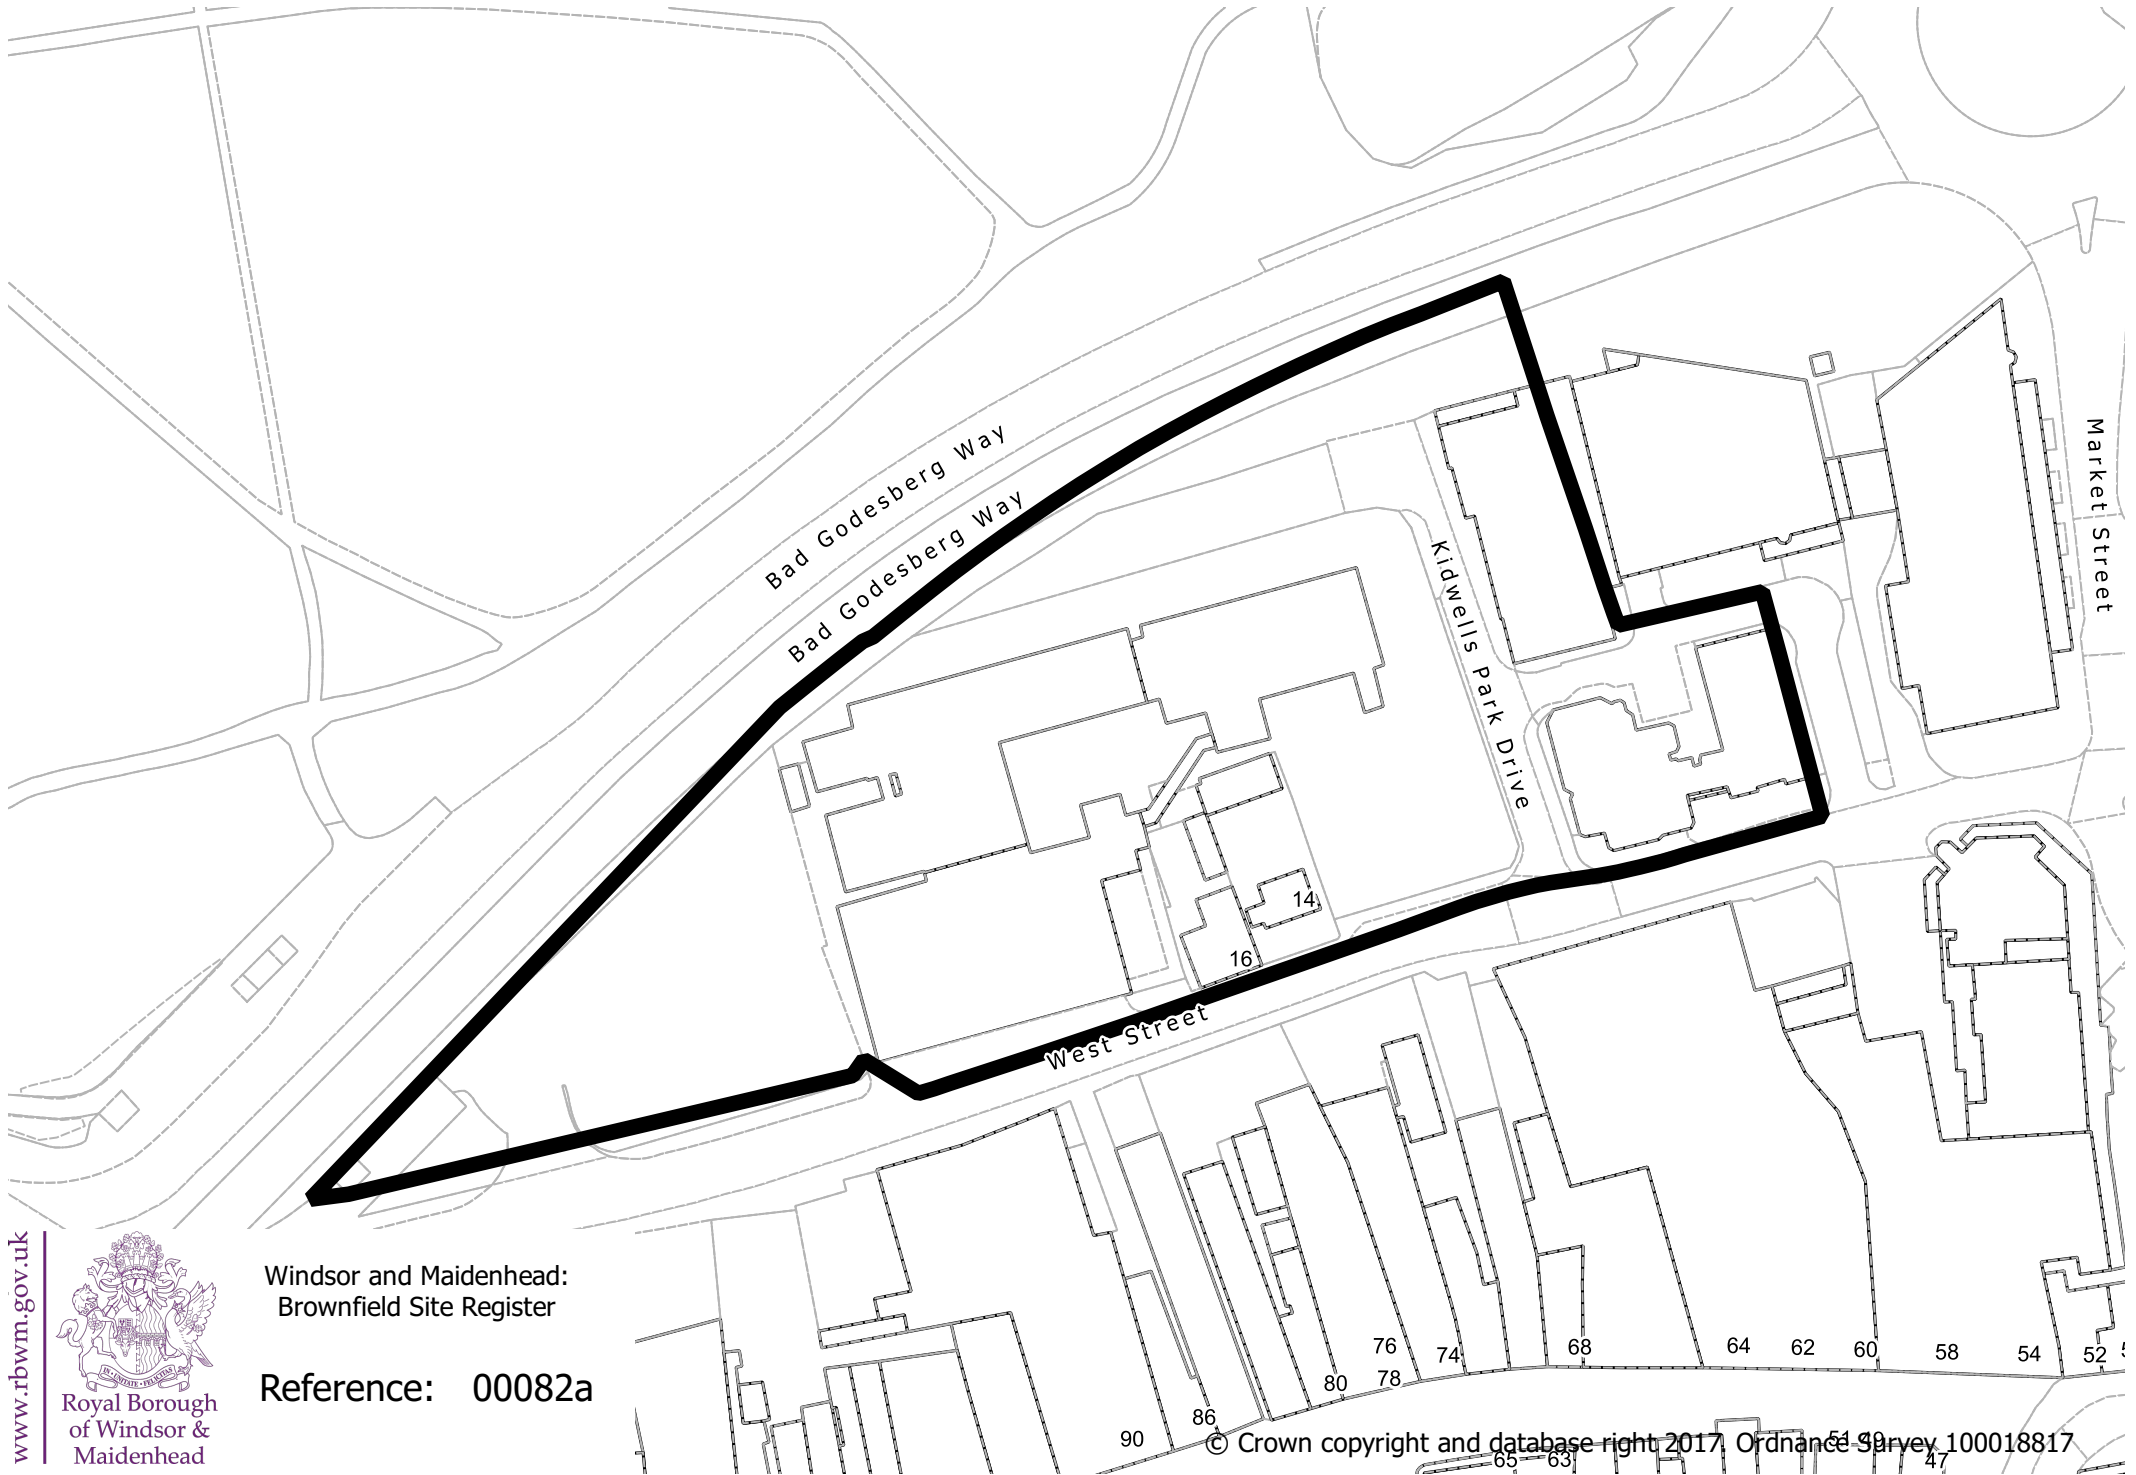 Bad Godesberg Way
Bad Godesberg Way
Kidwells Park Drive
Market Street
14
16
West Street
www.rbwm.gov.uk
Royal Borough
of Windsor &
Maidenhead
Windsor and Maidenhead:
Brownfield Site Register
Reference: 00082a
90
86
80
78
76
74
68
64
62
60
58
54
52
© Crown copyright and database right 2017. Ordnance Survey 100018817
65
63
51
49
47